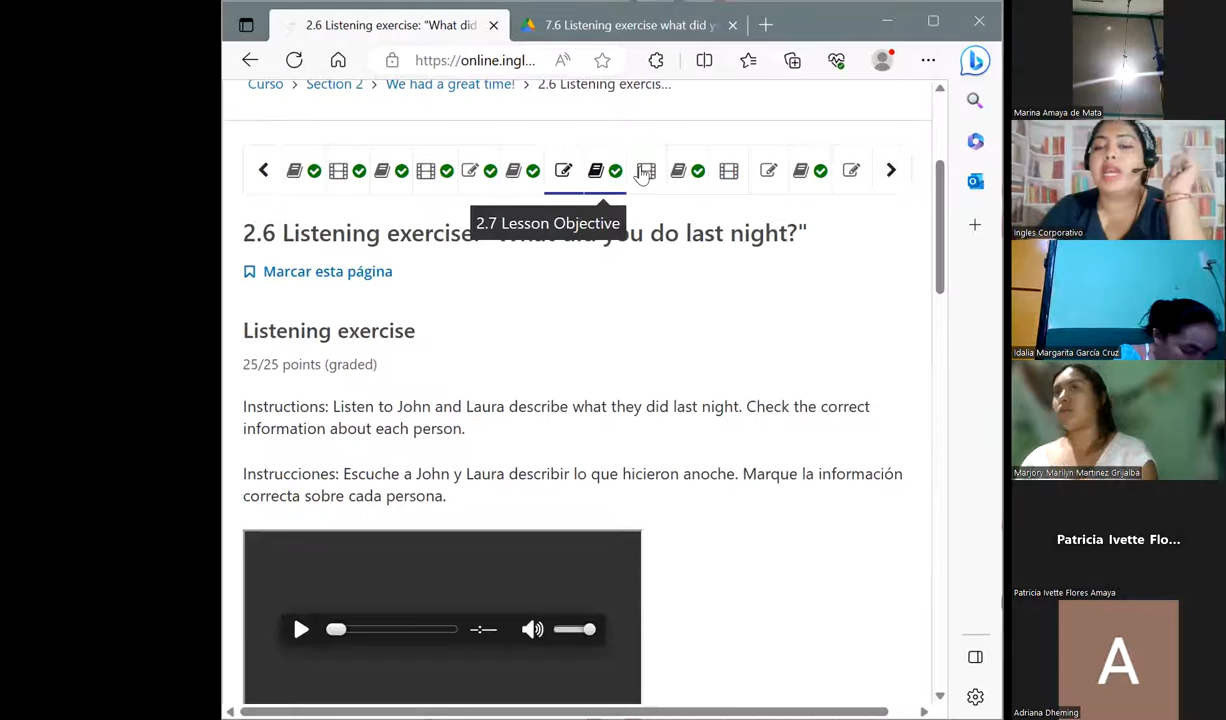 2.6 Listening exercise: "What did
7.6 Listening exercise what did y
https://online.ingl...
Curso > Section 2 > We had a great time! > 2.6 Listening exercis...
2.7 Lesson Objective
2.6 Listening exercise: "What did you do last night?"
Marcar esta página
Listening exercise
25/25 points (graded)
Instructions: Listen to John and Laura describe what they did last night. Check the correct
information about each person.
Instrucciones: Escuche a John y Laura describir lo que hicieron anoche. Marque la información
correcta sobre cada persona.
-:--
Marina Amaya de Mata
Ingles Corporativo
Idalia Margarita García Cruz
Marjory Marilyn Martinez Grijalba
Patricia Ivette Flo...
Patricia Ivette Flores Amaya
A
Adriana Dheming